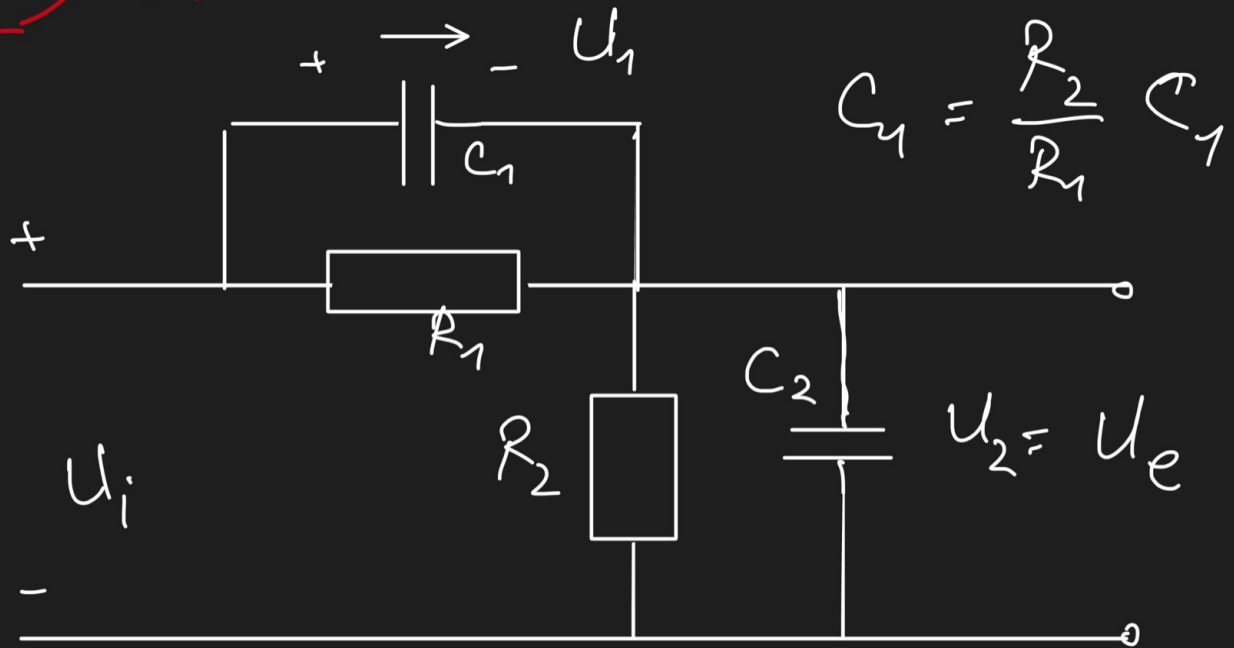 + → - U₁
C₁
C₁ = R₂/R₁ C₁
+
R₁
C₂
R₂
U₂ = Ue
Ui
-